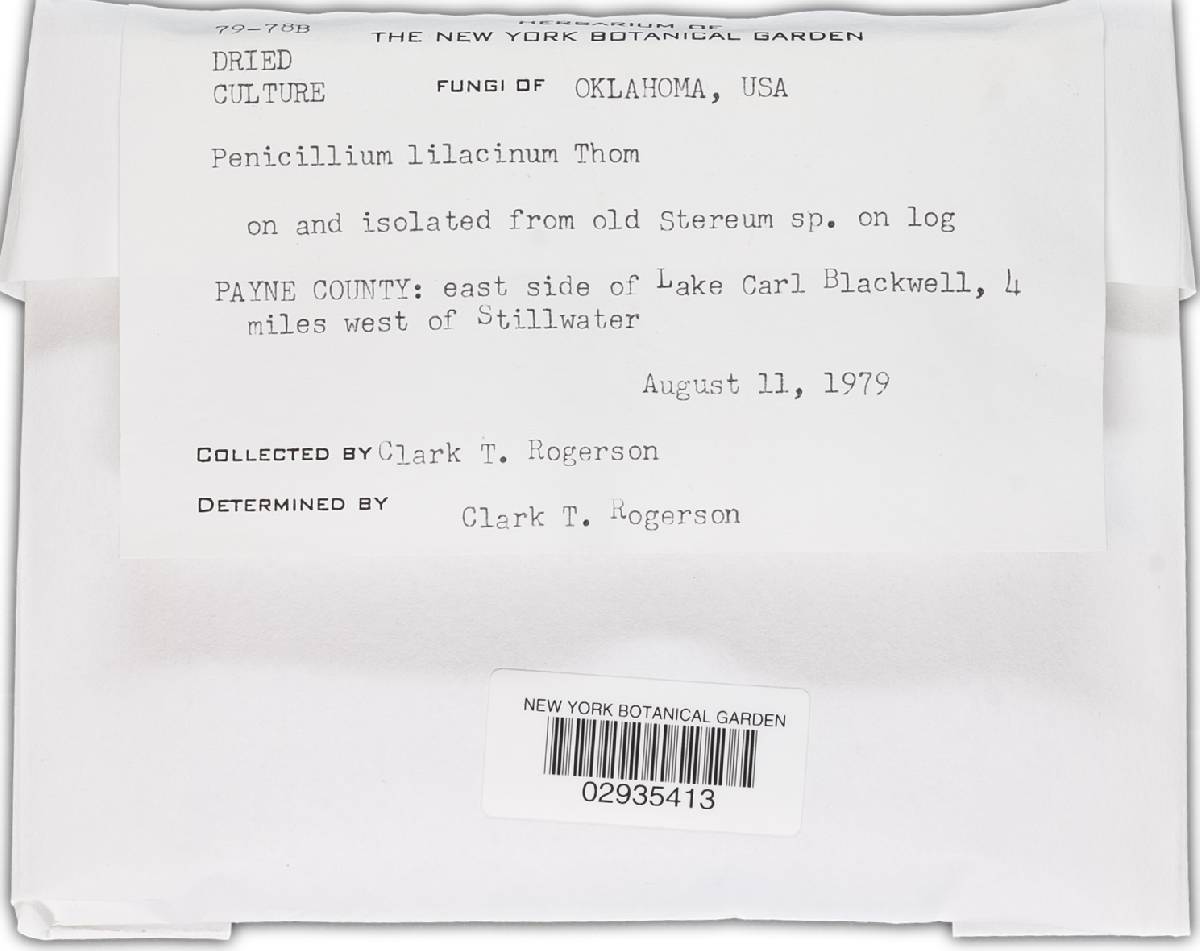 79-78B
HERBARIUM OF
THE NEW YORK BOTANICAL GARDEN
DRIED
CULTURE
FUNGI OF OKLAHOMA, USA
Penicillium lilacinum Thom
on and isolated from old Stereum sp. on log
PAYNE COUNTY: east side of Lake Carl Blackwell, 4
miles west of Stillwater
August 11, 1979
COLLECTED BY Clark T. Rogerson
DETERMINED BY Clark T. Rogerson
NEW YORK BOTANICAL GARDEN
02935413